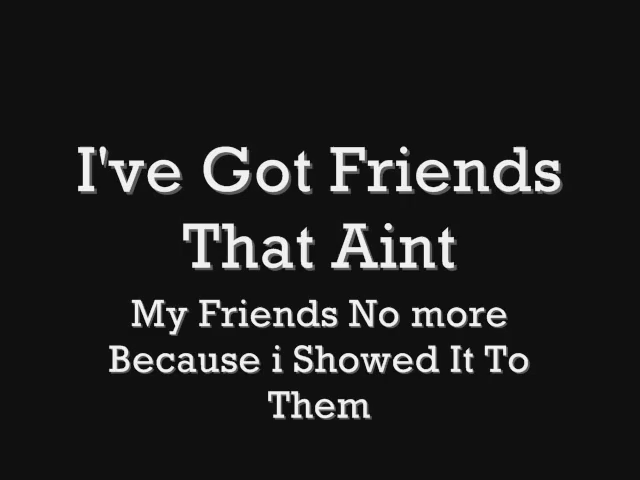 I've Got Friends
That Aint
My Friends No more
Because i Showed It To
Them